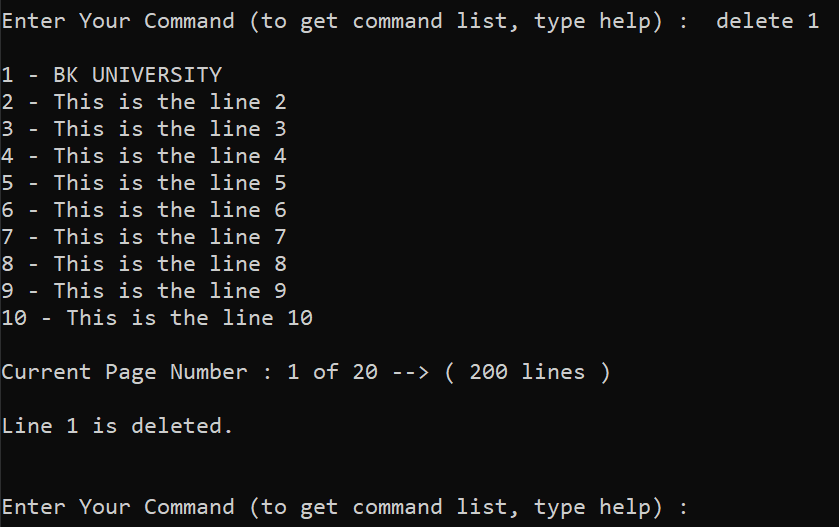 Enter Your Command (to get command list, type help) :  delete 1
1 - BK UNIVERSITY
2 - This is the line 2
3 - This is the line 3
4 - This is the line 4
5 - This is the line 5
6 - This is the line 6
7 - This is the line 7
8 - This is the line 8
9 - This is the line 9
10 - This is the line 10
Current Page Number : 1 of 20 --> ( 200 lines )
Line 1 is deleted.
Enter Your Command (to get command list, type help) :